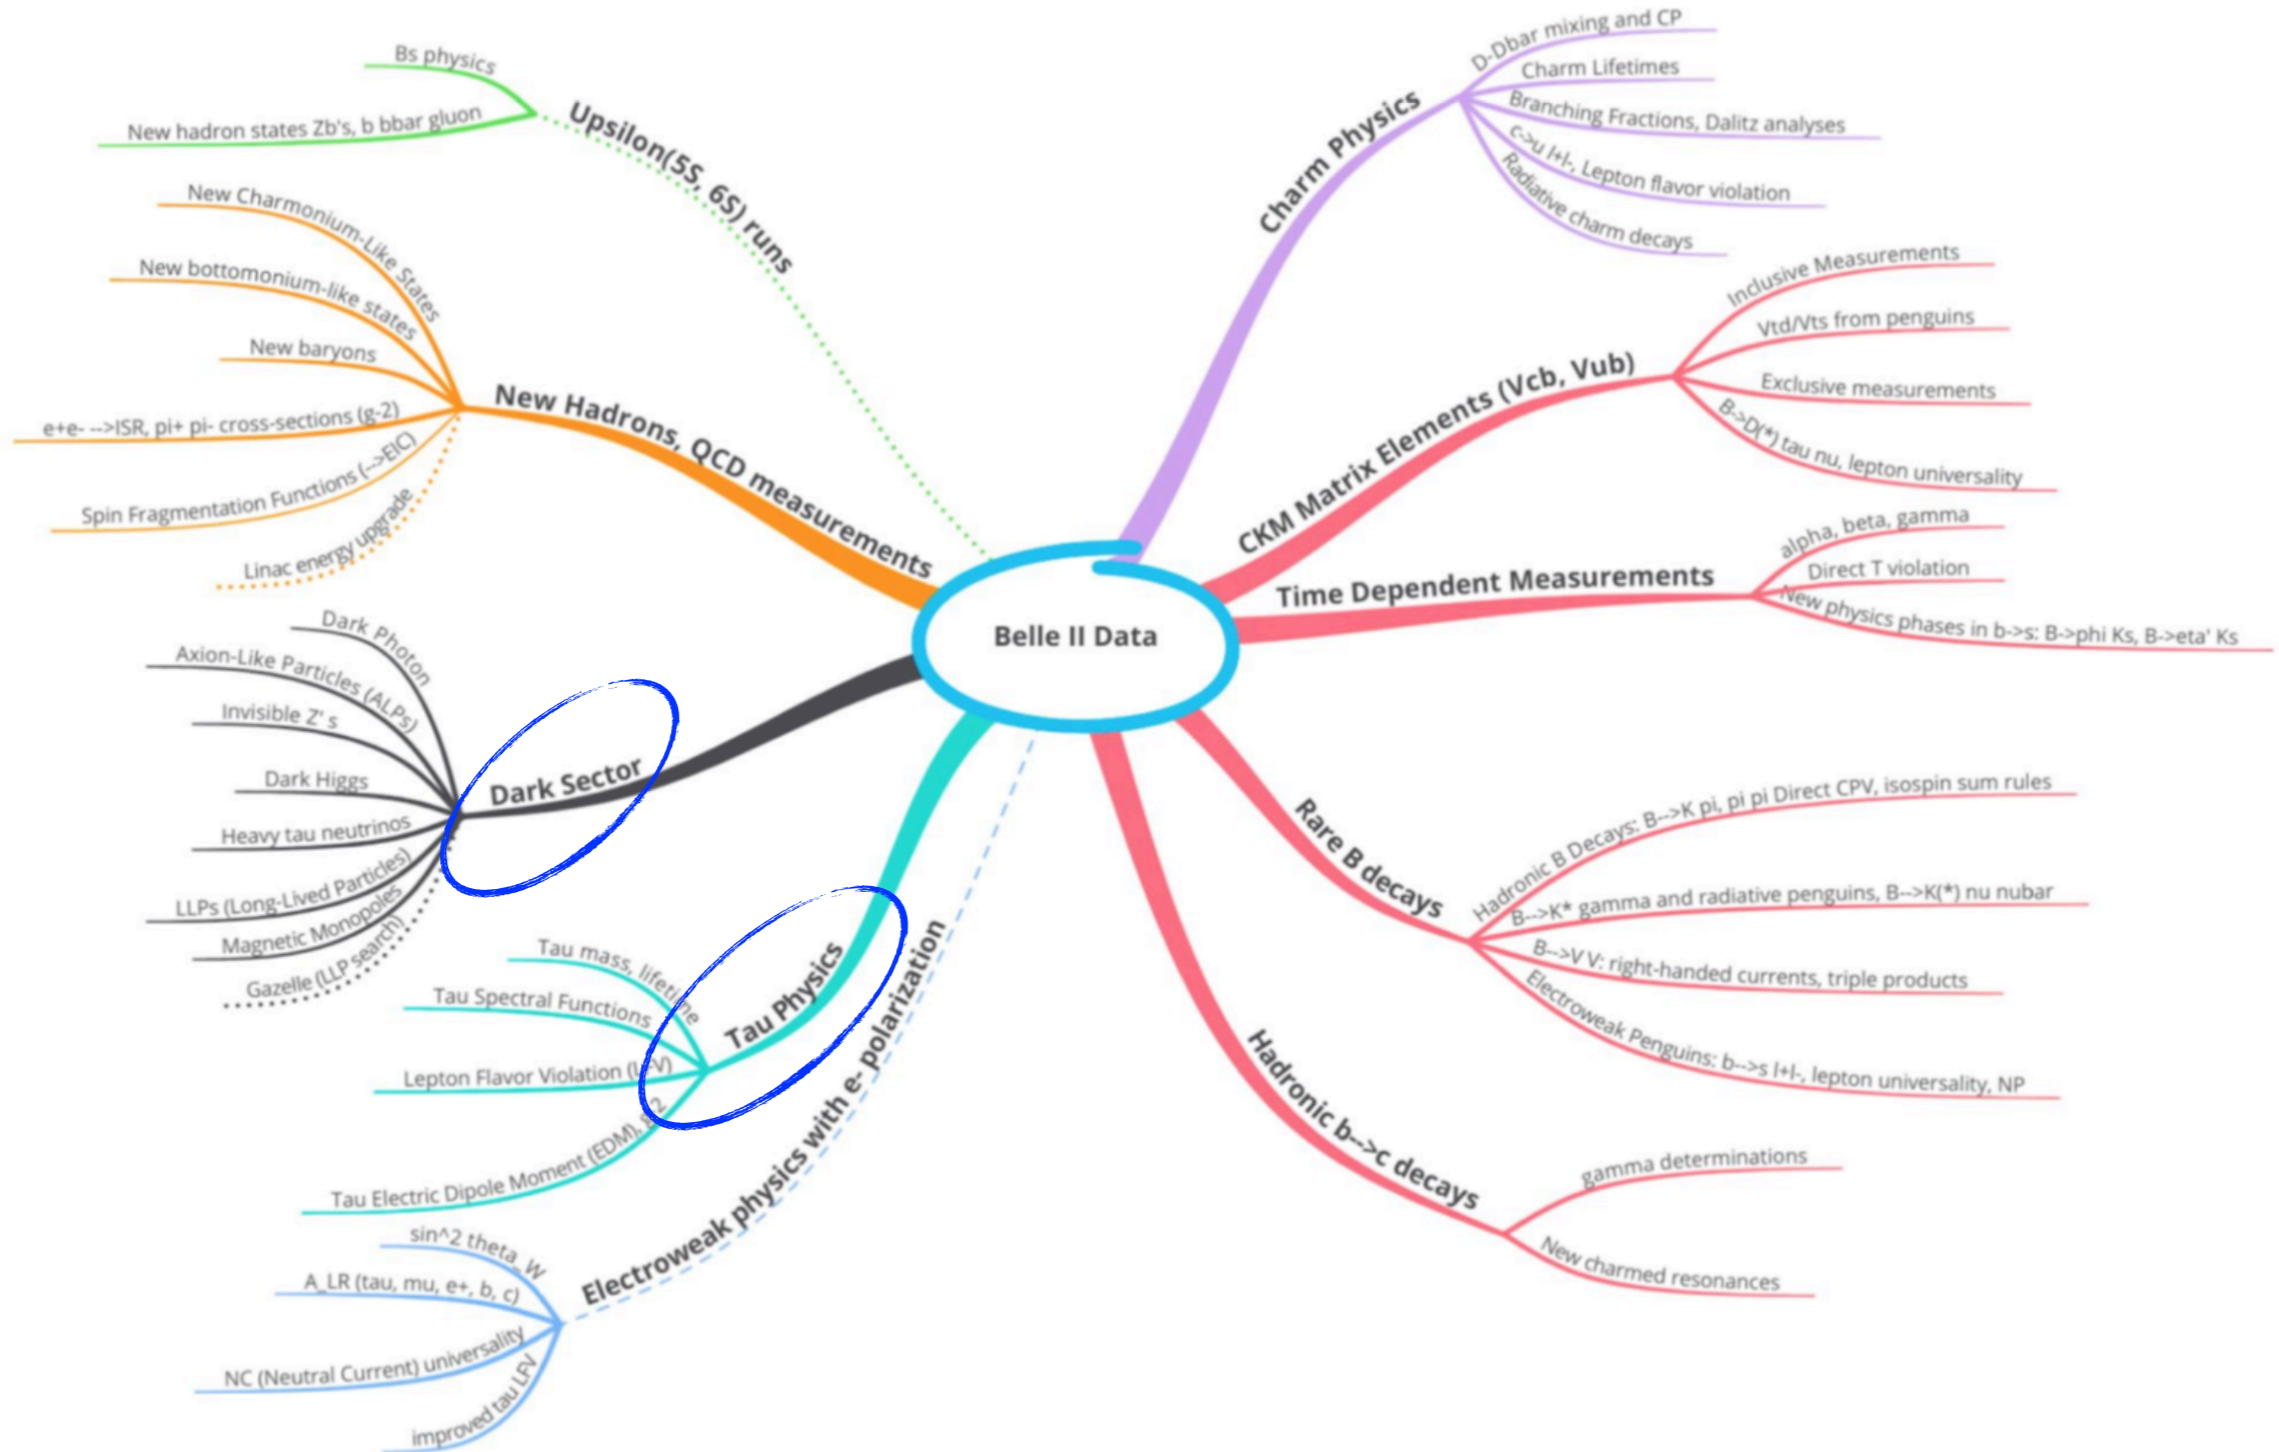 Belle II Data
Charm Physics
D-Dbar mixing and CP
Charm Lifetimes
Branching Fractions, Dalitz analyses
c->u l+l-, Lepton flavor violation
Radiative charm decays
CKM Matrix Elements (Vcb, Vub)
Inclusive Measurements
Vtd/Vts from penguins
Exclusive measurements
B->D(*) tau nu, lepton universality
Time Dependent Measurements
alpha, beta, gamma
Direct T violation
New physics phases in b->s: B->phi Ks, B->eta' Ks
Rare B decays
Hadronic B Decays: B-->K pi, pi pi Direct CPV, isospin sum rules
B-->K* gamma and radiative penguins, B-->K(*) nu nubar
B-->V V: right-handed currents, triple products
Electroweak Penguins: b-->s l+l-, lepton universality, NP
Hadronic b-->c decays
gamma determinations
New charmed resonances
Upsilon(5S, 6S) runs
Bs physics
New hadron states Zb's, b bbar gluon
New Hadrons, QCD measurements
New Charmonium-Like States
New bottomonium-like states
New baryons
e+e- -->ISR, pi+ pi- cross-sections (g-2)
Spin Fragmentation Functions (-->EIC)
Linac energy upgrade
Dark Sector
Dark Photon
Axion-Like Particles (ALPs)
Invisible Z' s
Dark Higgs
Heavy tau neutrinos
LLPs (Long-Lived Particles)
Magnetic Monopoles
Gazelle (LLP search)
Tau Physics
Tau mass, lifetime
Tau Spectral Functions
Lepton Flavor Violation (LFV)
Tau Electric Dipole Moment (EDM), g-2
Electroweak physics with e- polarization
sin^2 theta_W
A_LR (tau, mu, e+, b, c)
NC (Neutral Current) universality
improved tau LFV